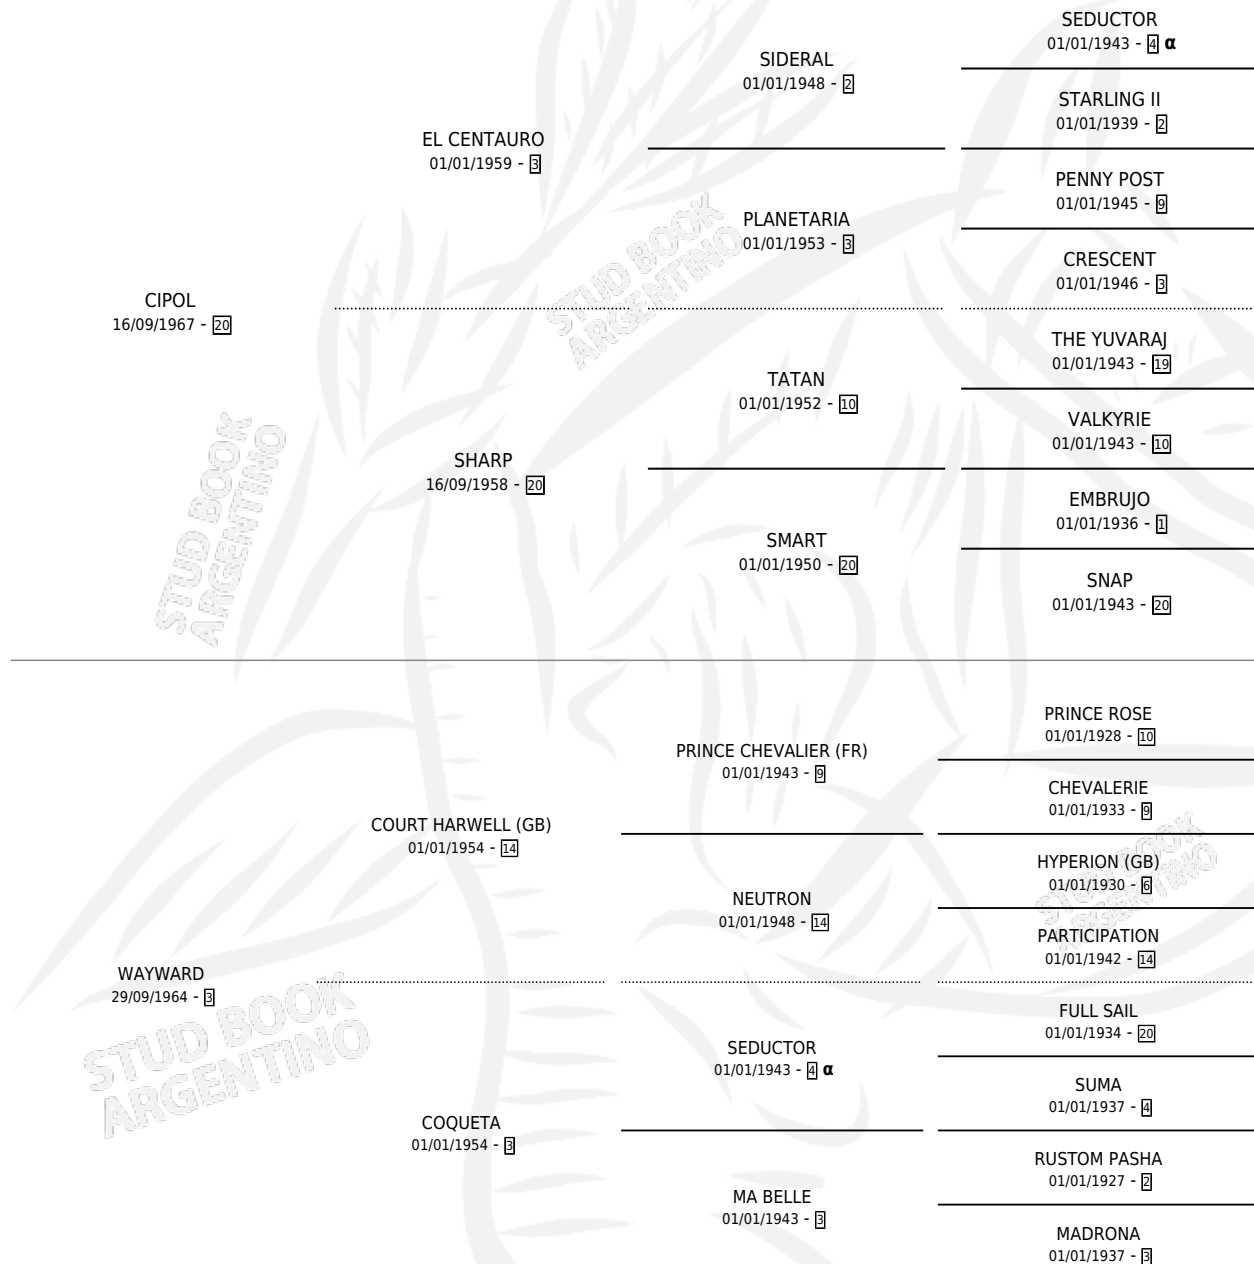 SEDUCTOR
01/01/1943 - 4 α
SIDERAL
01/01/1948 - 2
STARLING II
01/01/1939 - 2
EL CENTAURO
01/01/1959 - 3
PENNY POST
01/01/1945 - 9
PLANETARIA
01/01/1953 - 3
CRESCENT
01/01/1946 - 3
CIPOL
16/09/1967 - 20
THE YUVARAJ
01/01/1943 - 19
TATAN
01/01/1952 - 10
VALKYRIE
01/01/1943 - 10
SHARP
16/09/1958 - 20
EMBRUJO
01/01/1936 - 1
SMART
01/01/1950 - 20
SNAP
01/01/1943 - 20
PRINCE ROSE
01/01/1928 - 10
PRINCE CHEVALIER (FR)
01/01/1943 - 9
CHEVALERIE
01/01/1933 - 9
COURT HARWELL (GB)
01/01/1954 - 14
HYPERION (GB)
01/01/1930 - 6
NEUTRON
01/01/1948 - 14
PARTICIPATION
01/01/1942 - 14
WAYWARD
29/09/1964 - 3
FULL SAIL
01/01/1934 - 20
SEDUCTOR
01/01/1943 - 4 α
SUMA
01/01/1937 - 4
COQUETA
01/01/1954 - 3
RUSTOM PASHA
01/01/1927 - 2
MA BELLE
01/01/1943 - 3
MADRONA
01/01/1937 - 3
STUD BOOK
ARGENTINO
STUD BOOK
ARGENTINO
STUD BOOK
ARGENTINO
STUD BOOK
ARGENTINO